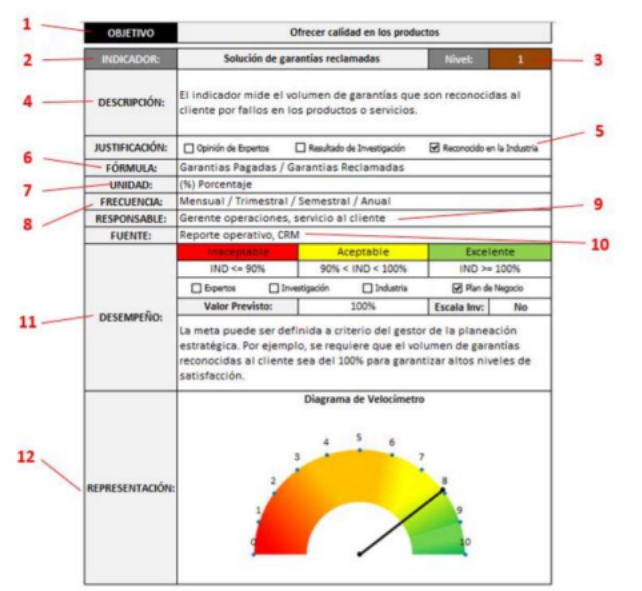 1
OBJETIVO
Ofrecer calidad en los productos
2
INDICADOR:
Solución de garantías reclamadas
Nivel:
1
3
4
DESCRIPCIÓN:
El indicador mide el volumen de garantías que son reconocidas al
cliente por fallos en los productos o servicios.
5
JUSTIFICACIÓN:
Opinión de Expertos
Resultado de Investigación
Reconocido en la Industria
6
FÓRMULA:
Garantias Pagadas / Garantias Reclamadas
7
UNIDAD:
(%) Porcentaje
8
FRECUENCIA:
Mensual / Trimestral / Semestral / Anual
9
RESPONSABLE:
Gerente operaciones, servicio al cliente
FUENTE:
Reporte operativo, CRM
10
11
DESEMPEÑO:
Inaceptable
Aceptable
Excelente
IND <= 90%
90% < IND < 100%
IND >= 100%
Expertos
Investigación
Industria
Plan de Negocio
Valor Previsto:
100%
Escala Inv:
No
La meta puede ser definida a criterio del gestor de la planeación
estratégica. Por ejemplo, se requiere que el volumen de garantías
reconocidas al cliente sea del 100% para garantizar altos niveles de
satisfacción.
12
REPRESENTACIÓN:
Diagrama de Velocímetro
0
1
2
3
4
5
6
7
8
9
10